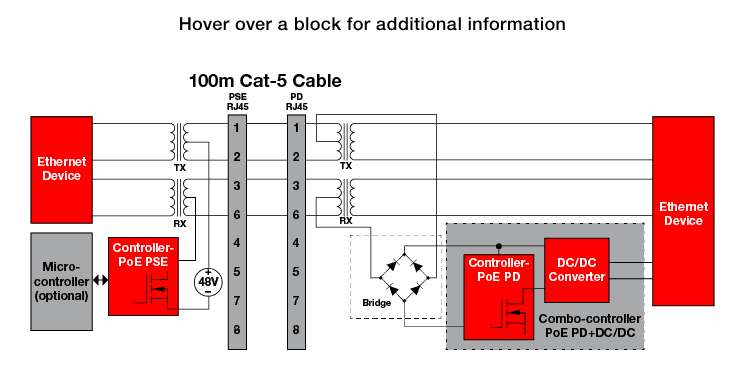 Hover over a block for additional information
100m Cat-5 Cable
PSE
RJ45
PD
RJ45
1
2
3
6
4
5
7
8
1
2
3
6
4
5
7
8
Ethernet
Device
TX
RX
TX
RX
Ethernet
Device
Micro-
controller
(optional)
Controller-
PoE PSE
+
48V
−
Bridge
Controller-
PoE PD
DC/DC
Converter
Combo-controller
PoE PD+DC/DC